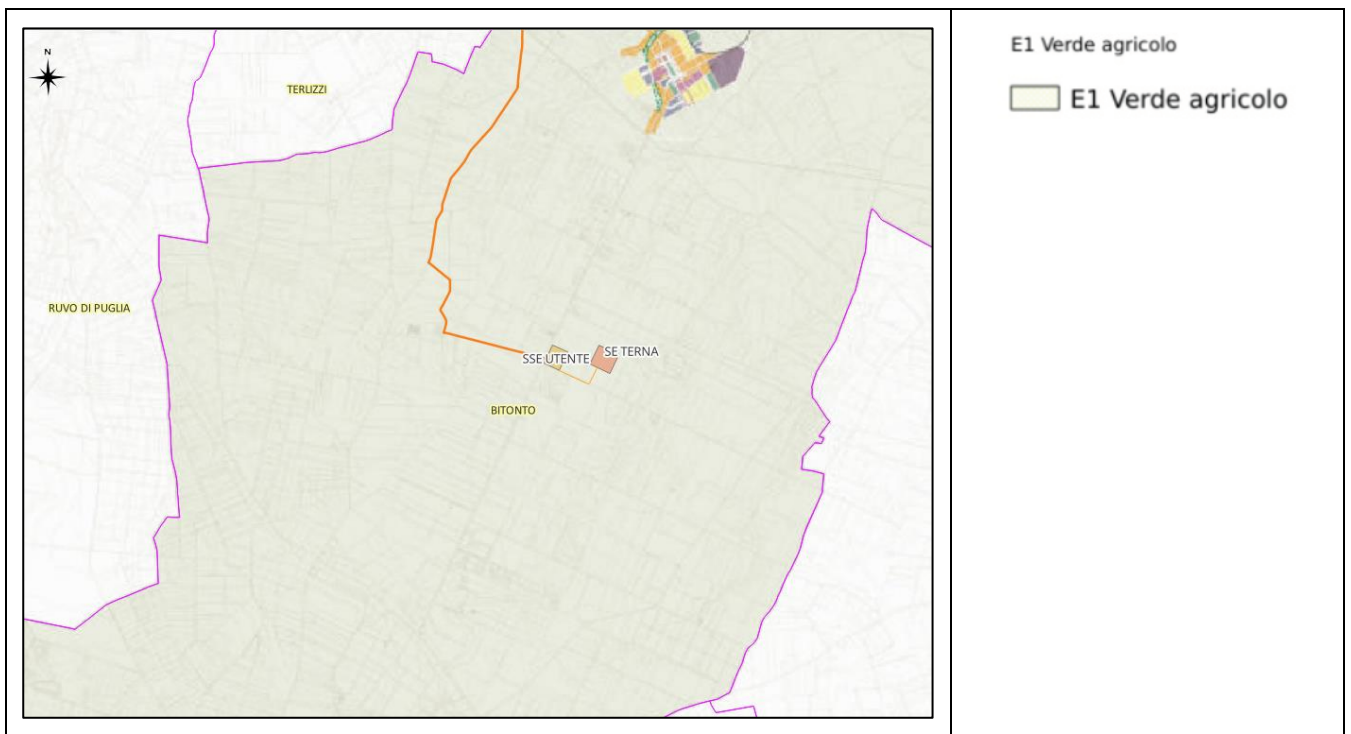 N
TERLIZZI
RUVO DI PUGLIA
SSE UTENTE
SE TERNA
BITONTO
E1 Verde agricolo
E1 Verde agricolo